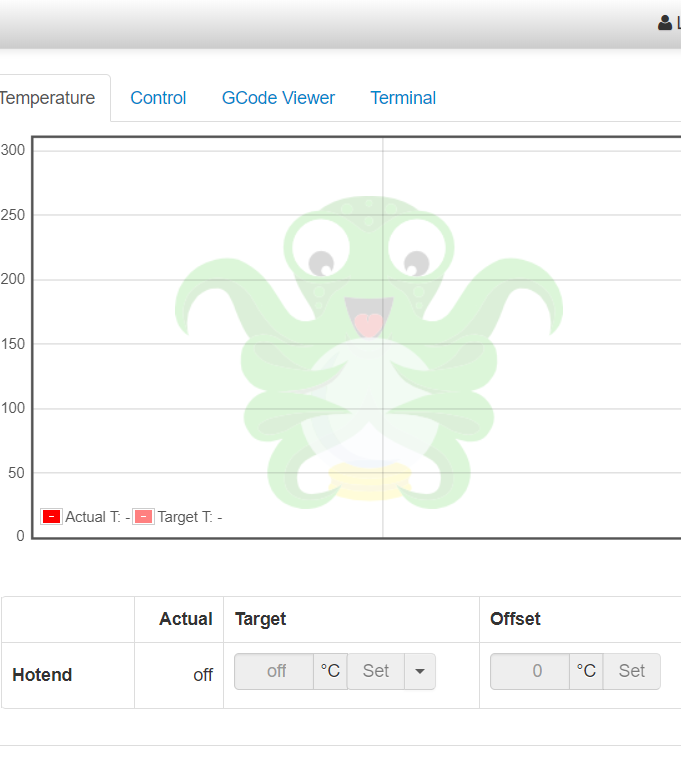 Temperature Control GCode Viewer Terminal
300
250
200
150
100
50
Actual T: - Target T: -
0
Actual Target Offset
Hotend off off °C Set 0 °C Set